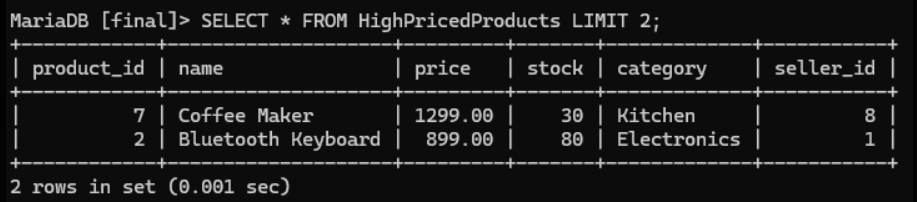 MariaDB [final]> SELECT * FROM HighPricedProducts LIMIT 2;
+------------+--------------------+---------+-------+-------------+-----------+
| product_id | name               | price   | stock | category    | seller_id |
+------------+--------------------+---------+-------+-------------+-----------+
|          7 | Coffee Maker       | 1299.00 |    30 | Kitchen     |         8 |
|          2 | Bluetooth Keyboard |  899.00 |    80 | Electronics |         1 |
+------------+--------------------+---------+-------+-------------+-----------+
2 rows in set (0.001 sec)